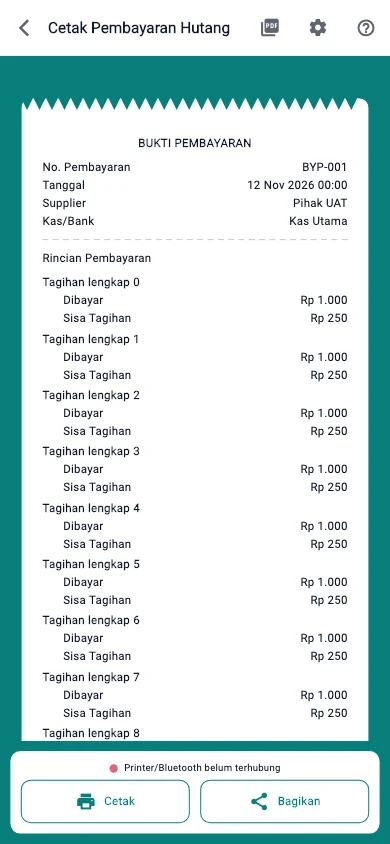 Cetak Pembayaran Hutang
PDF
BUKTI PEMBAYARAN
No. Pembayaran BYP-001
Tanggal 12 Nov 2026 00:00
Supplier Pihak UAT
Kas/Bank Kas Utama
Rincian Pembayaran
Tagihan lengkap 0
Dibayar Rp 1.000
Sisa Tagihan Rp 250
Tagihan lengkap 1
Dibayar Rp 1.000
Sisa Tagihan Rp 250
Tagihan lengkap 2
Dibayar Rp 1.000
Sisa Tagihan Rp 250
Tagihan lengkap 3
Dibayar Rp 1.000
Sisa Tagihan Rp 250
Tagihan lengkap 4
Dibayar Rp 1.000
Sisa Tagihan Rp 250
Tagihan lengkap 5
Dibayar Rp 1.000
Sisa Tagihan Rp 250
Tagihan lengkap 6
Dibayar Rp 1.000
Sisa Tagihan Rp 250
Tagihan lengkap 7
Dibayar Rp 1.000
Sisa Tagihan Rp 250
Tagihan lengkap 8
Printer/Bluetooth belum terhubung
Cetak Bagikan